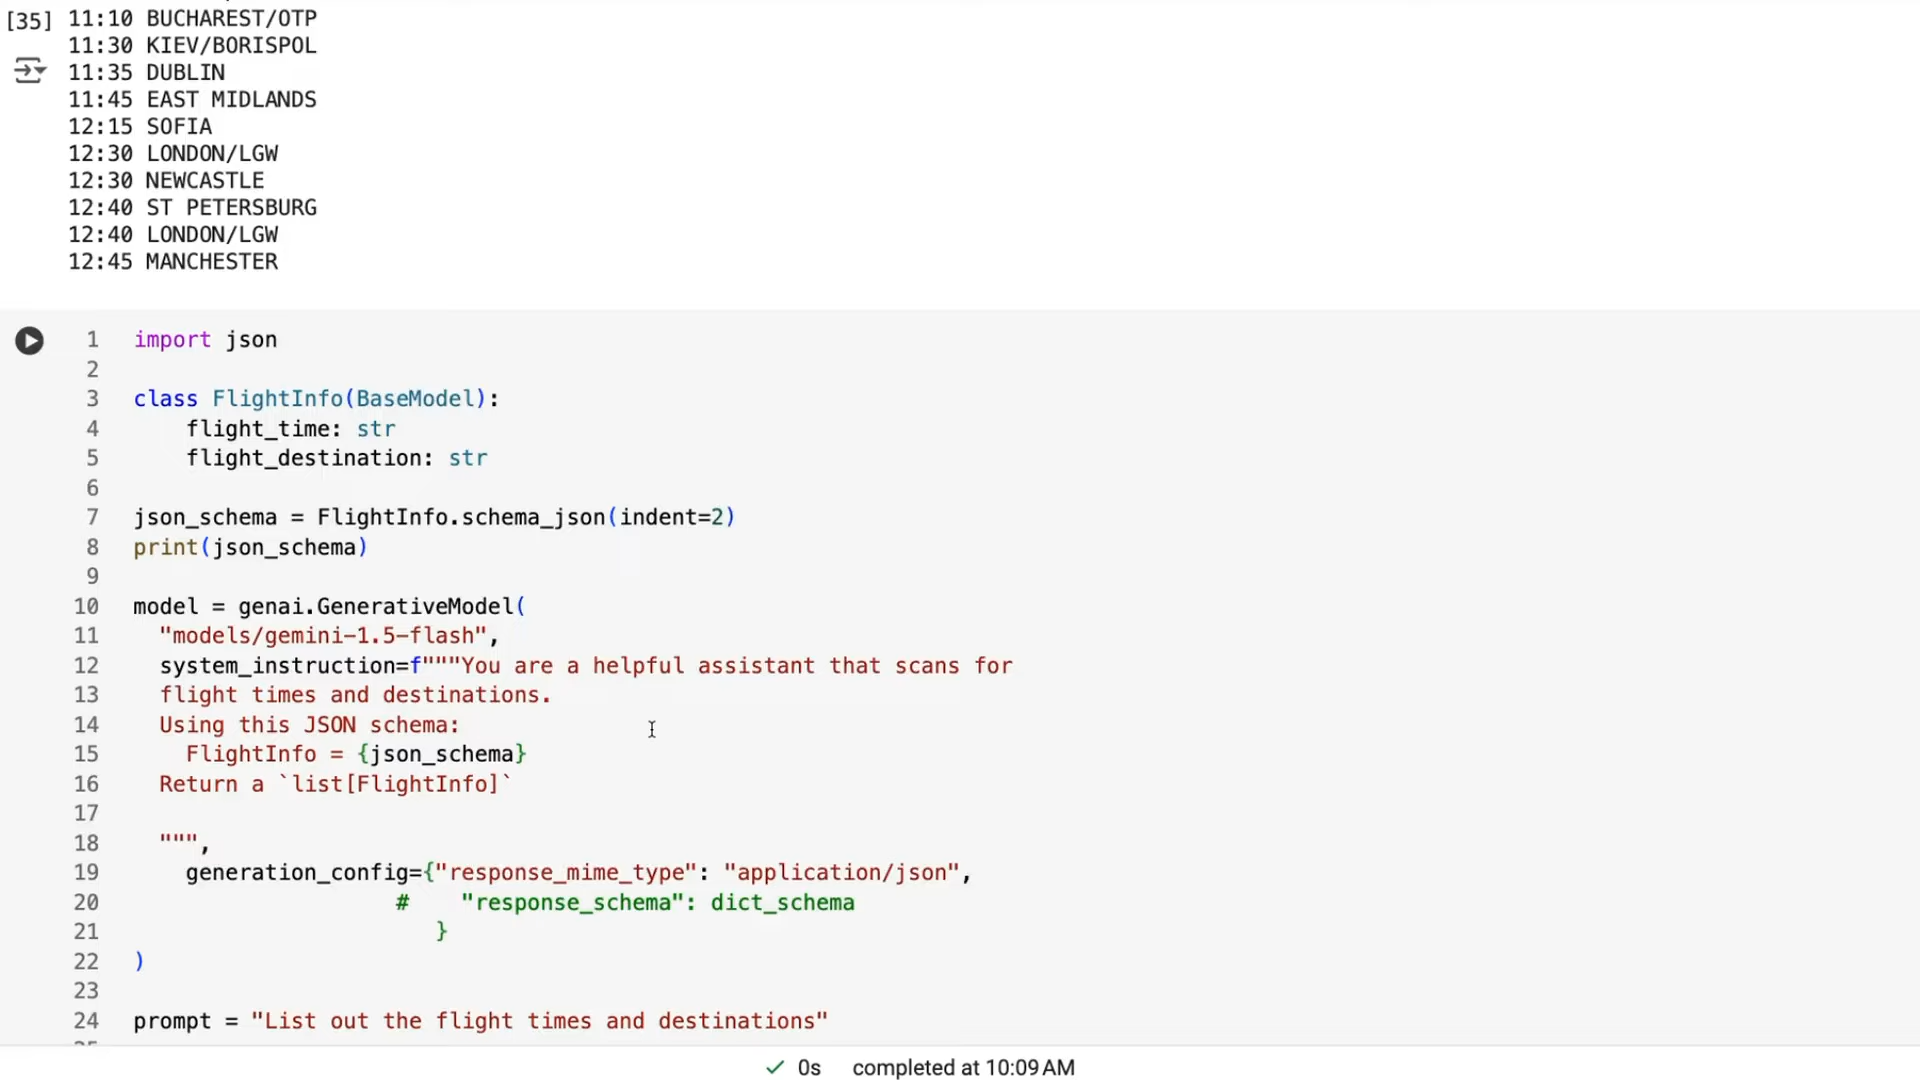 [35] 11:10 BUCHAREST/OTP
11:30 KIEV/BORISPOL
11:35 DUBLIN
11:45 EAST MIDLANDS
12:15 SOFIA
12:30 LONDON/LGW
12:30 NEWCASTLE
12:40 ST PETERSBURG
12:40 LONDON/LGW
12:45 MANCHESTER
1 import json
2
3 class FlightInfo(BaseModel):
4     flight_time: str
5     flight_destination: str
6
7 json_schema = FlightInfo.schema_json(indent=2)
8 print(json_schema)
9
10 model = genai.GenerativeModel(
11   "models/gemini-1.5-flash",
12   system_instruction=f"""You are a helpful assistant that scans for
13   flight times and destinations.
14   Using this JSON schema:
15     FlightInfo = {json_schema}
16   Return a `list[FlightInfo]`
17
18   """,
19     generation_config={"response_mime_type": "application/json",
20                     #    "response_schema": dict_schema
21                        }
22 )
23
24 prompt = "List out the flight times and destinations"
0s completed at 10:09 AM